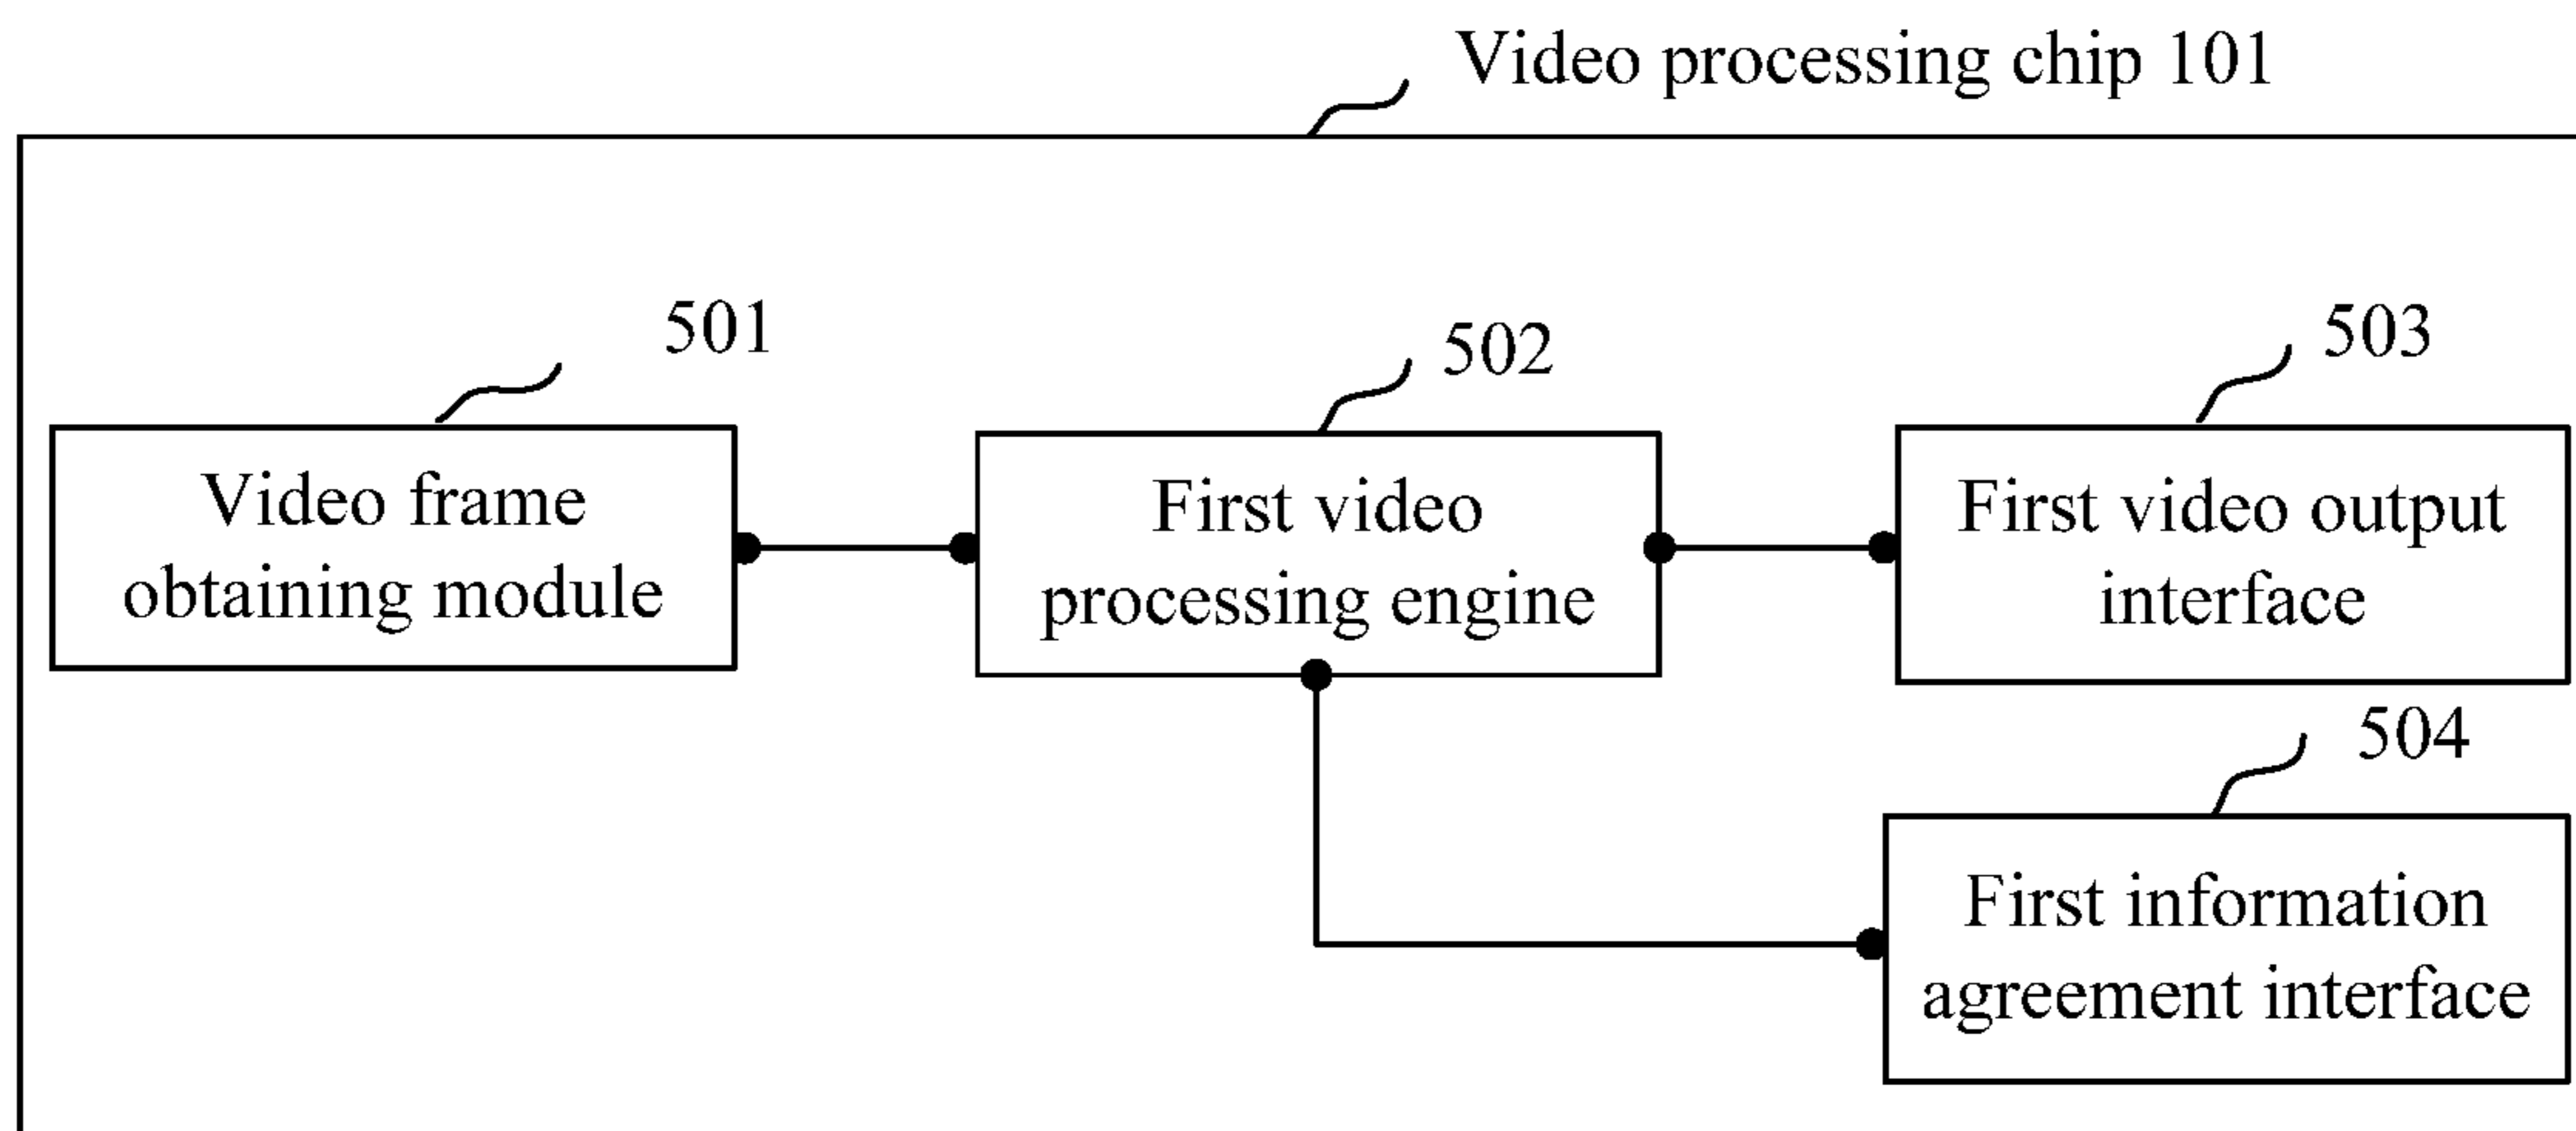 Video processing chip 101
501
502
503
Video frame
obtaining module
First video
processing engine
First video output
interface
504
First information
agreement interface